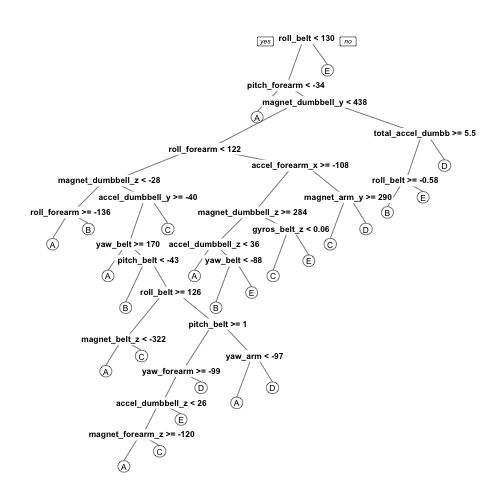 yes roll_belt < 130 no
E
pitch_forearm < -34
A
magnet_dumbbell_y < 438
total_accel_dumbb >= 5.5
roll_forearm < 122
accel_forearm_x >= -108
D
magnet_dumbbell_z < -28
roll_belt >= -0.58
accel_dumbbell_y >= -40
magnet_arm_y >= 290
E
roll_forearm >= -136
magnet_dumbbell_z >= 284
B
B
C
gyros_belt_z < 0.06
D
A
yaw_belt >= 170
accel_dumbbell_z < 36
C
pitch_belt < -43
yaw_belt < -88
E
A
A
C
roll_belt >= 126
E
B
B
pitch_belt >= 1
magnet_belt_z < -322
C
yaw_arm < -97
A
yaw_forearm >= -99
D
D
accel_dumbbell_z < 26
A
E
magnet_forearm_z >= -120
C
A